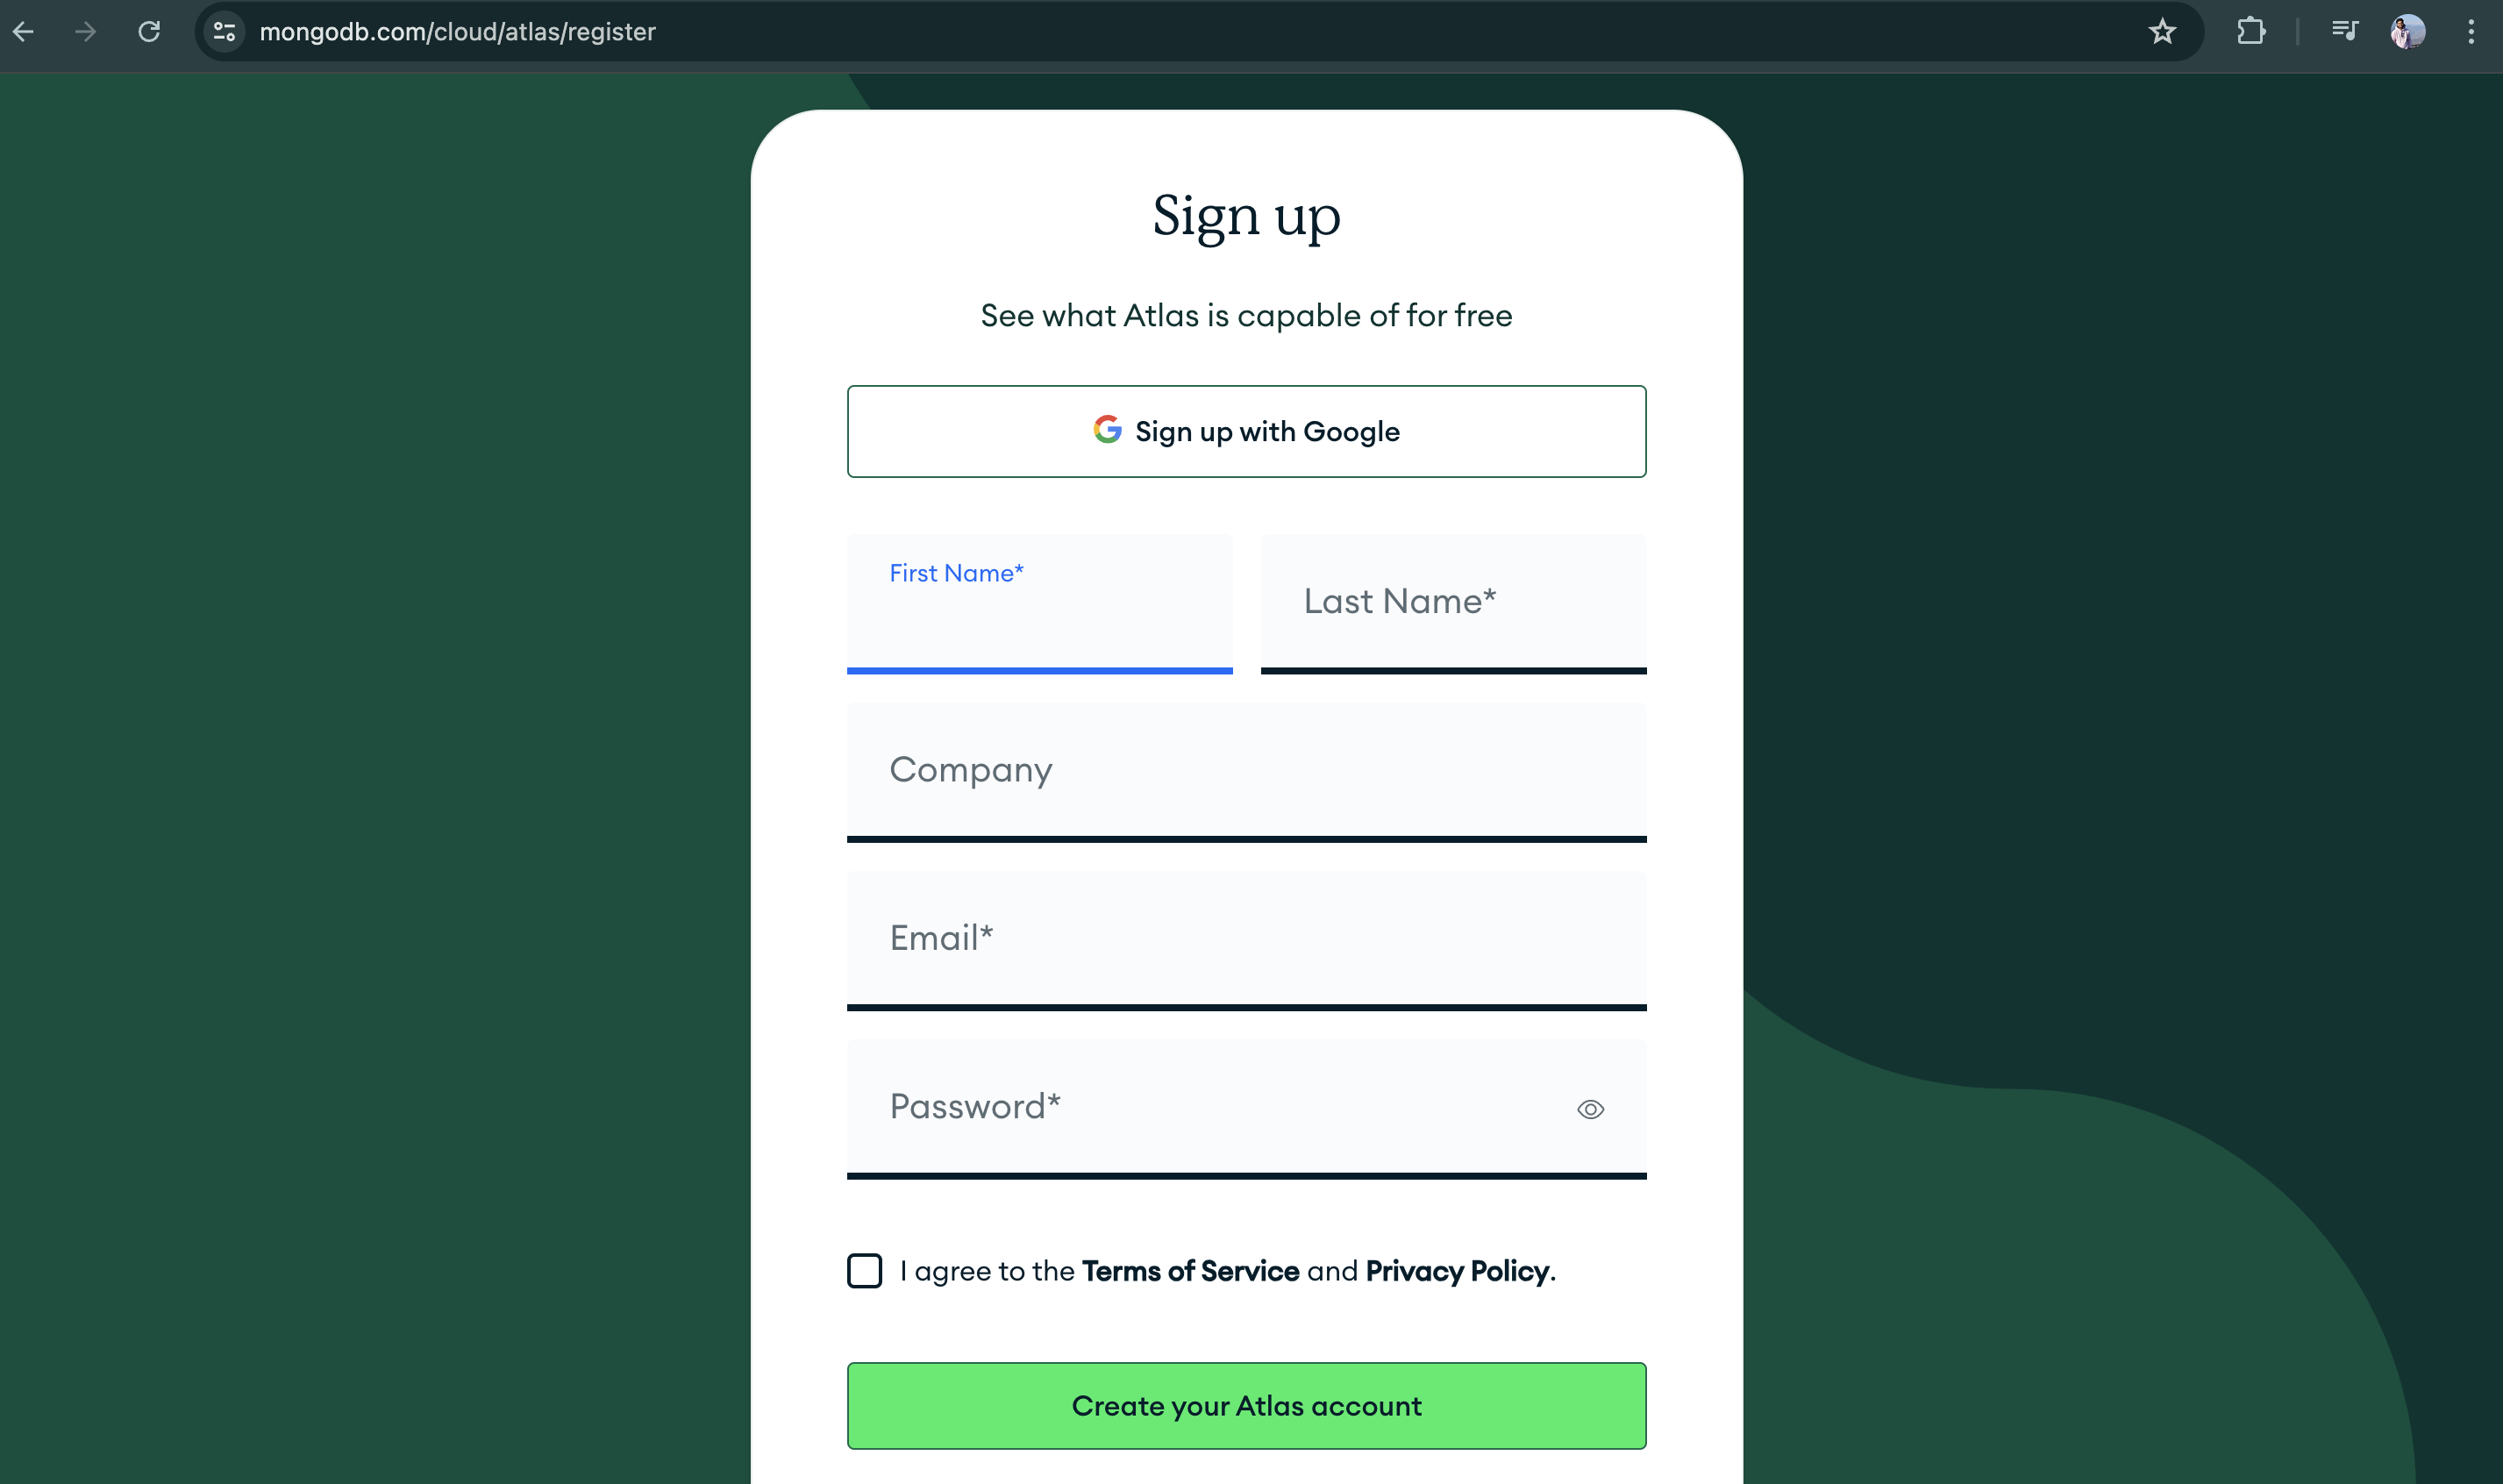 mongodb.com/cloud/atlas/register
Sign up
See what Atlas is capable of for free
Sign up with Google
First Name*
Last Name*
Company
Email*
Password*
I agree to the Terms of Service and Privacy Policy.
Create your Atlas account